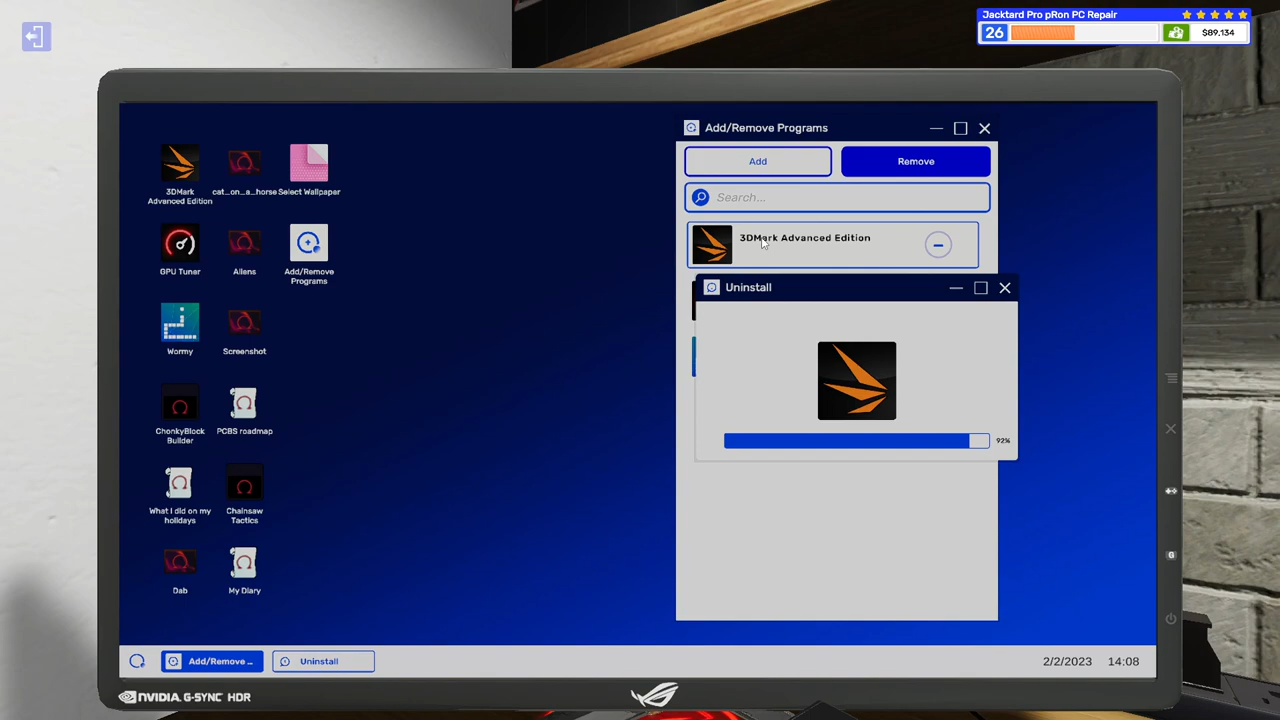 Jacktard Pro pRon PC Repair
26
$89,134
Add/Remove Programs
Add
Remove
Search...
3DMark Advanced Edition
Uninstall
92%
3DMark
Advanced Edition
cat_on_a_horse
Select Wallpaper
GPU Tuner
Aliens
Add/Remove
Programs
Wormy
Screenshot
ChonkyBlock
Builder
PCBS roadmap
What I did on my
holidays
Chainsaw
Tactics
Dab
My Diary
Add/Remove ...
Uninstall
2/2/2023
14:08
NVIDIA G-SYNC HDR
G